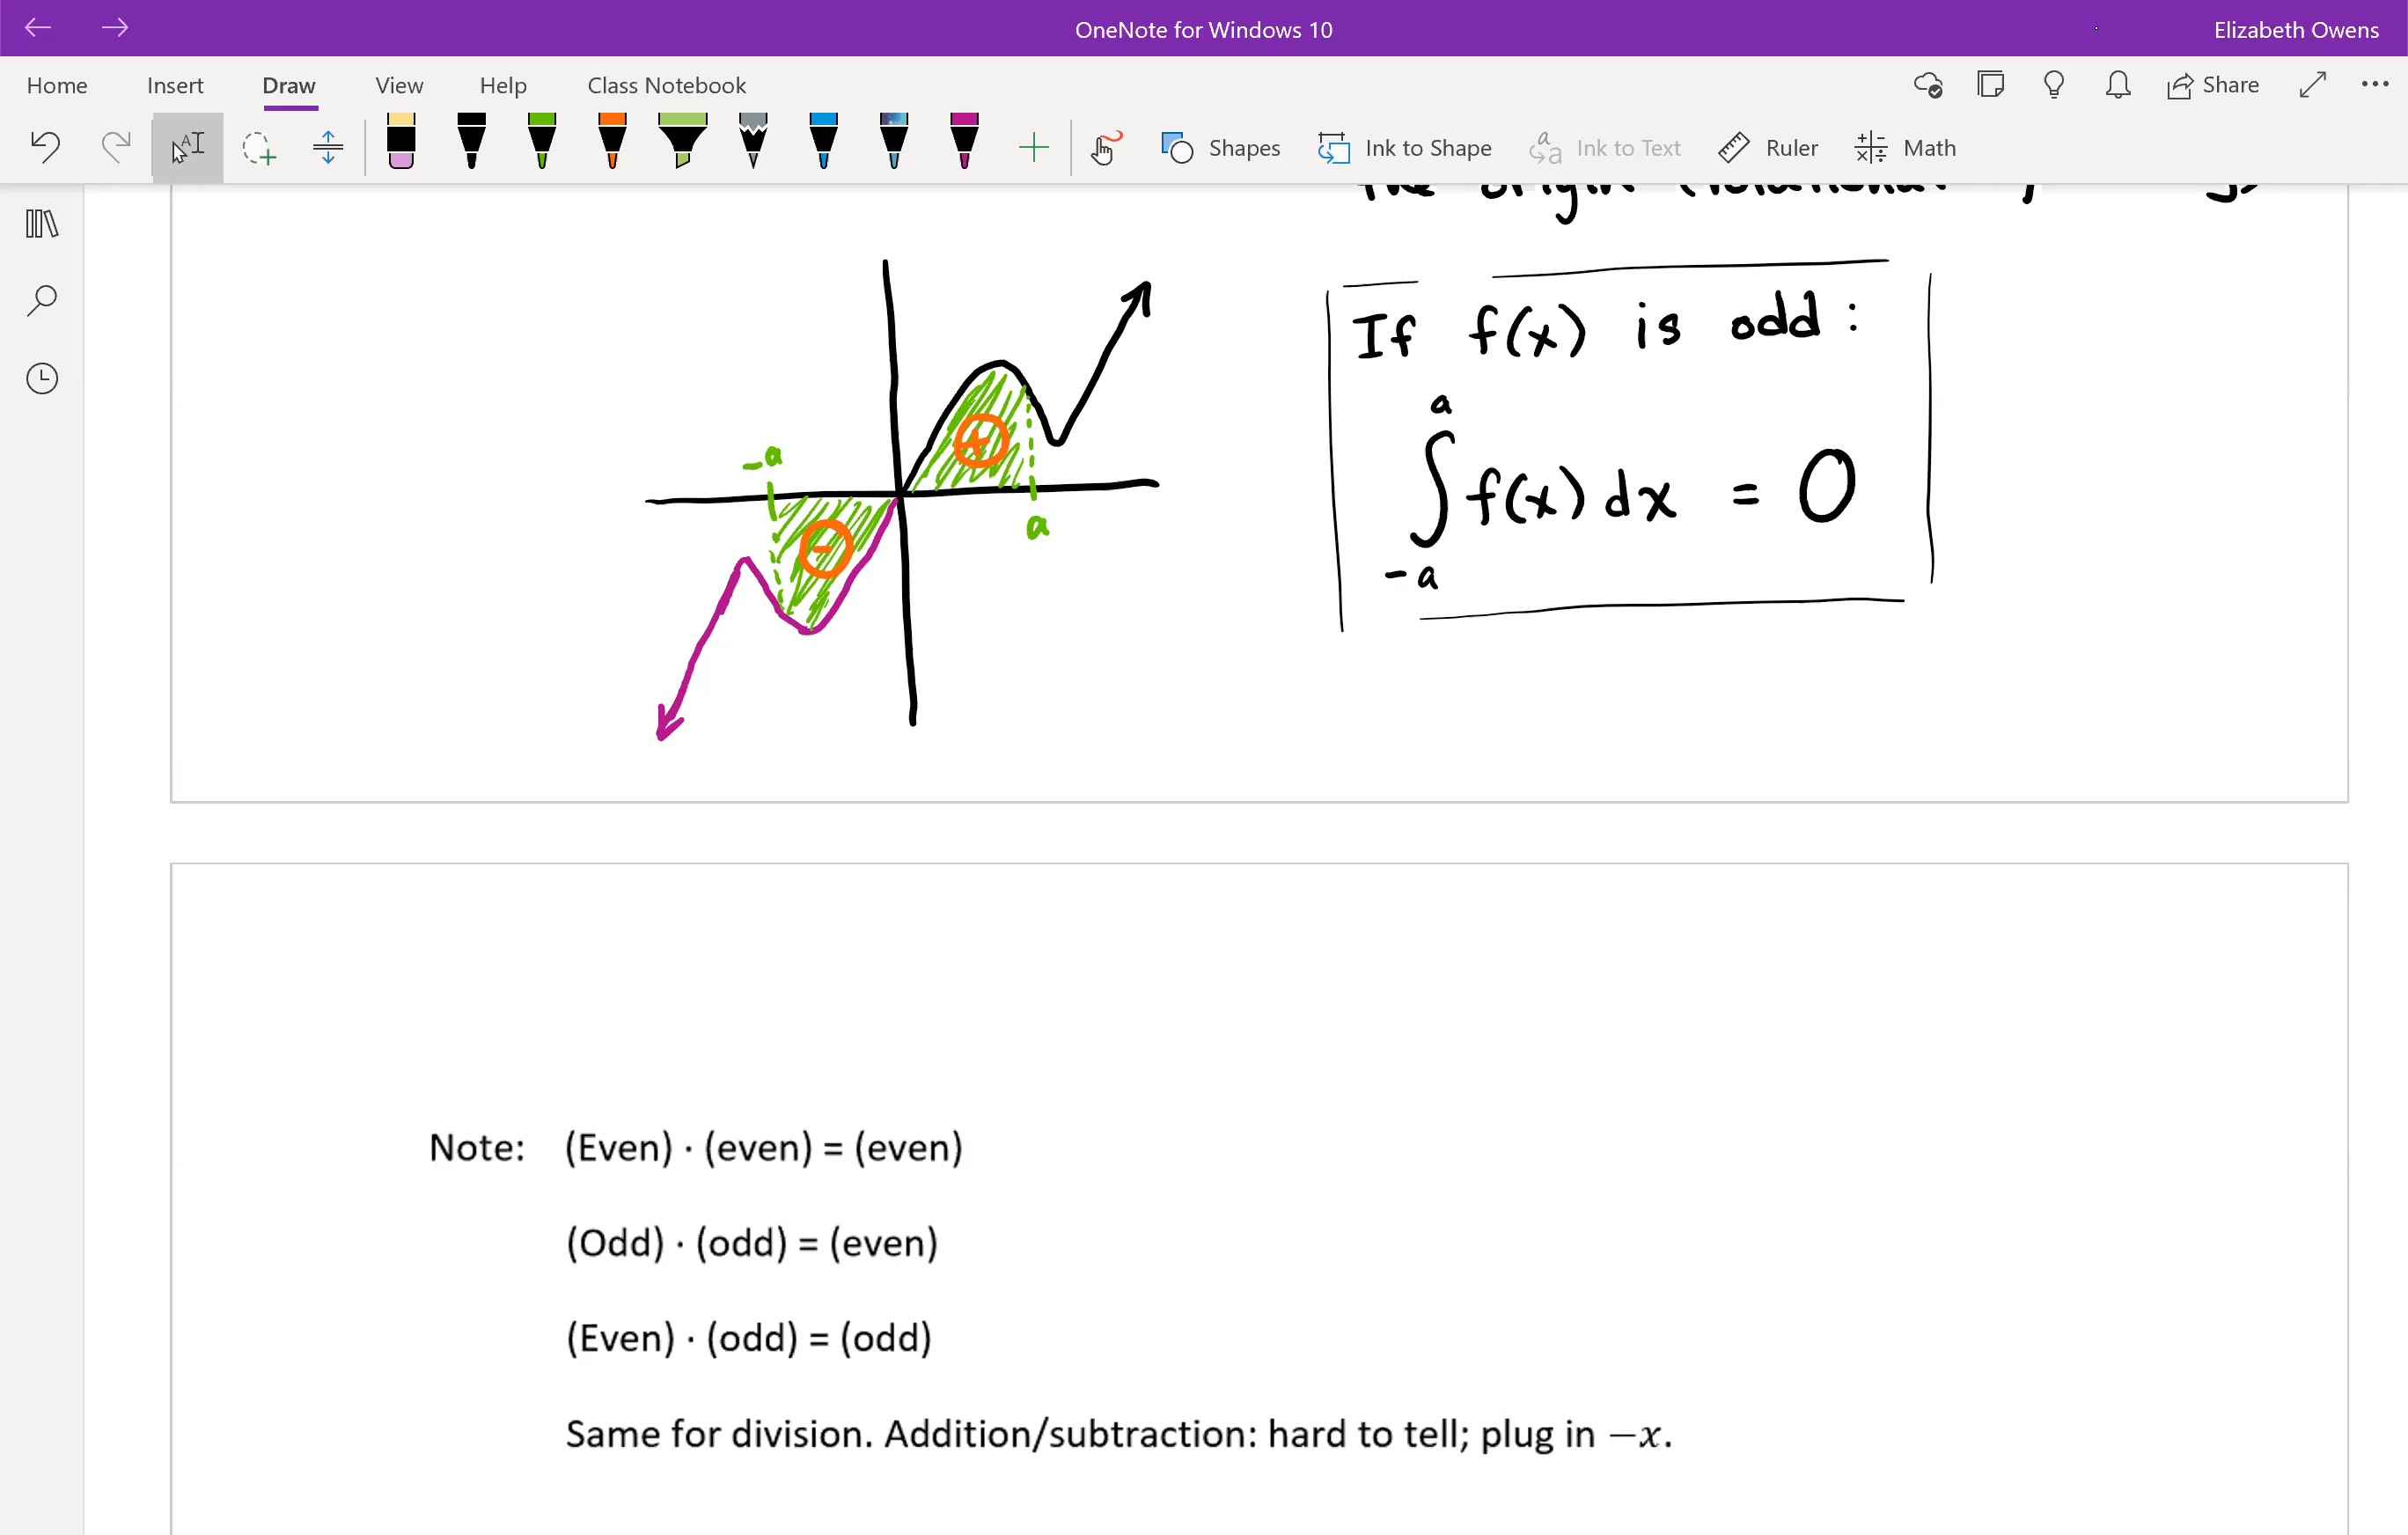 OneNote for Windows 10
Elizabeth Owens
Home Insert Draw View Help Class Notebook
Share
Shapes Ink to Shape Ink to Text Ruler Math
the origin
If f(x) is odd:
a
∫ f(x) dx = 0
-a
-a
a
+
-
Note: (Even) · (even) = (even)
(Odd) · (odd) = (even)
(Even) · (odd) = (odd)
Same for division. Addition/subtraction: hard to tell; plug in −x.